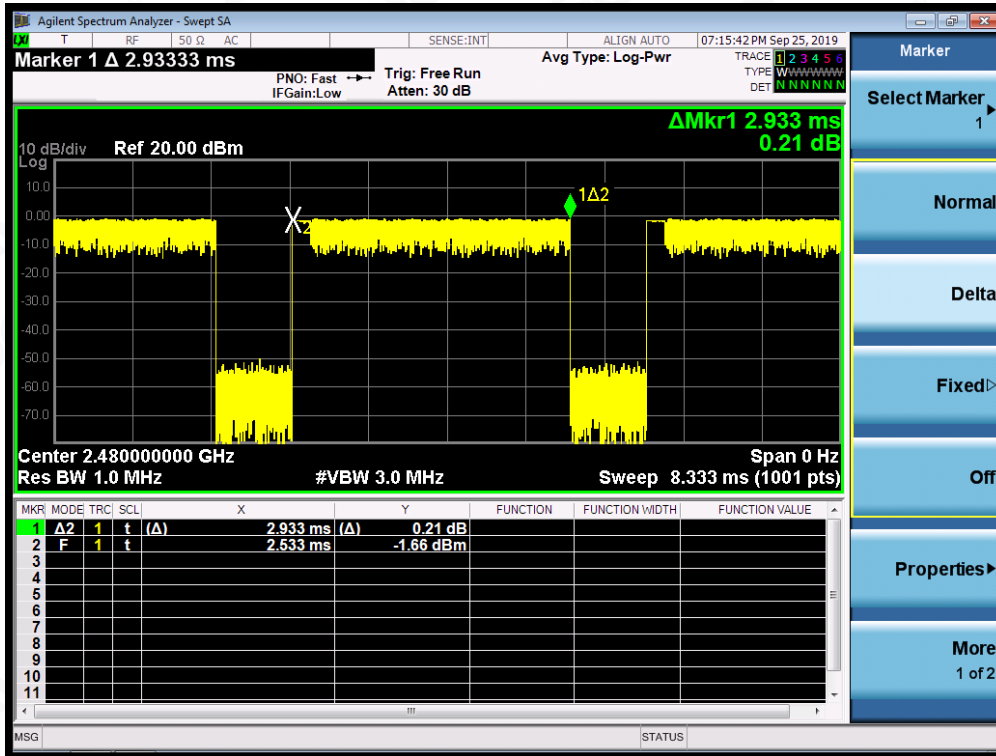 Agilent Spectrum Analyzer - Swept SA
LXI T RF 50 Ω AC SENSE:INT ALIGN AUTO 07:15:42 PM Sep 25, 2019
Marker 1 Δ 2.93333 ms
PNO: Fast
IFGain:Low
Trig: Free Run
Atten: 30 dB
Avg Type: Log-Pwr
TRACE 1 2 3 4 5 6
TYPE WWWWWW
DET N N N N N N
ΔMkr1 2.933 ms
0.21 dB
10 dB/div Ref 20.00 dBm
Log
10.0
0.00
-10.0
-20.0
-30.0
-40.0
-50.0
-60.0
-70.0
1Δ2
2
Center 2.480000000 GHz Span 0 Hz
Res BW 1.0 MHz #VBW 3.0 MHz Sweep 8.333 ms (1001 pts)
MKR MODE TRC SCL X Y FUNCTION FUNCTION WIDTH FUNCTION VALUE
1 Δ2 1 t (Δ) 2.933 ms (Δ) 0.21 dB
2 F 1 t 2.533 ms -1.66 dBm
3
4
5
6
7
8
9
10
11
MSG STATUS
Marker
Select Marker
1
Normal
Delta
Fixed
Off
Properties
More
1 of 2